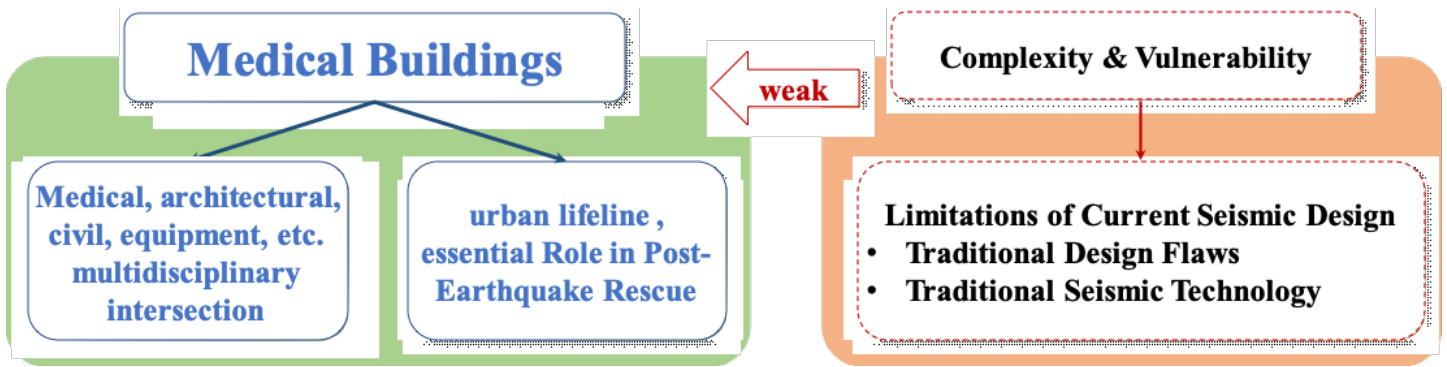 Medical Buildings
Medical, architectural,
civil, equipment, etc.
multidisciplinary
intersection
urban lifeline ,
essential Role in Post-
Earthquake Rescue
weak
Complexity & Vulnerability
Limitations of Current Seismic Design
• Traditional Design Flaws
• Traditional Seismic Technology